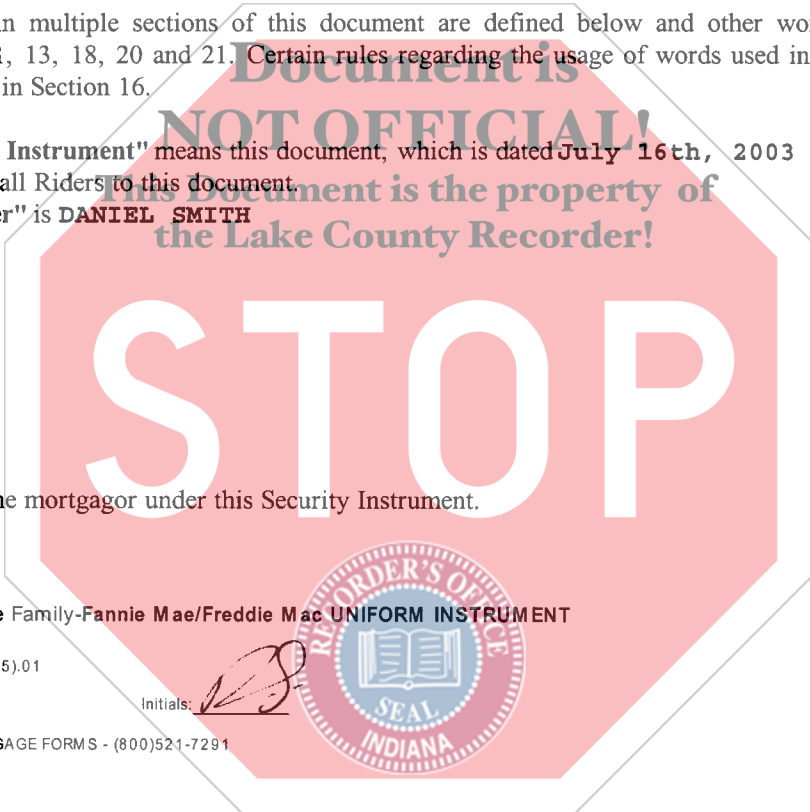 in multiple sections of this document are defined below and other wo
, 13, 18, 20 and 21. Certain rules regarding the usage of words used in
in Section 16.
Document is
NOT OFFICIAL!
Instrument" means this document, which is dated July 16th, 2003
all Riders to this document.
This Document is the property of
er" is DANIEL SMITH
the Lake County Recorder!
STOP
e mortgagor under this Security Instrument.
RECORDER'S OFFICE
SEAL
INDIANA
e Family-Fannie Mae/Freddie Mac UNIFORM INSTRUMENT
5).01
Initials:
GAGE FORMS - (800)521-7291